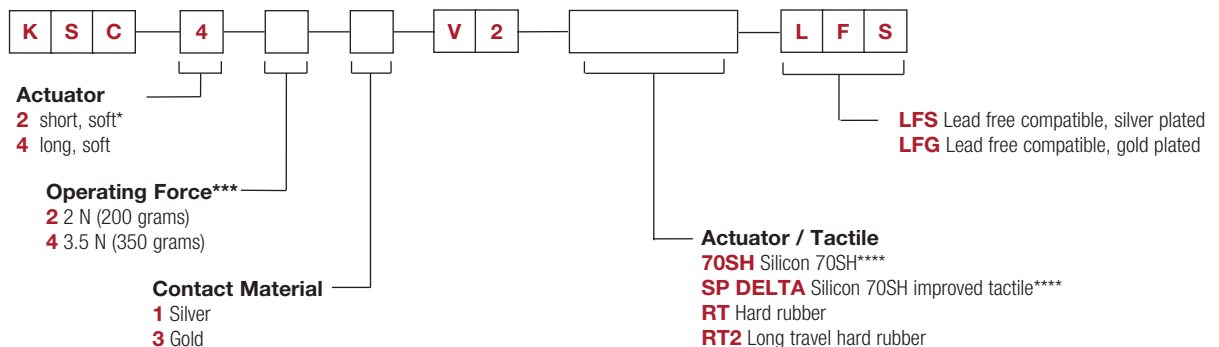 K S C 4 V 2 L F S
Actuator
2 short, soft*
4 long, soft
LFS Lead free compatible, silver plated
LFG Lead free compatible, gold plated
Operating Force***
2 2 N (200 grams)
4 3.5 N (350 grams)
Actuator / Tactile
70SH Silicon 70SH****
SP DELTA Silicon 70SH improved tactile****
RT Hard rubber
RT2 Long travel hard rubber
Contact Material
1 Silver
3 Gold